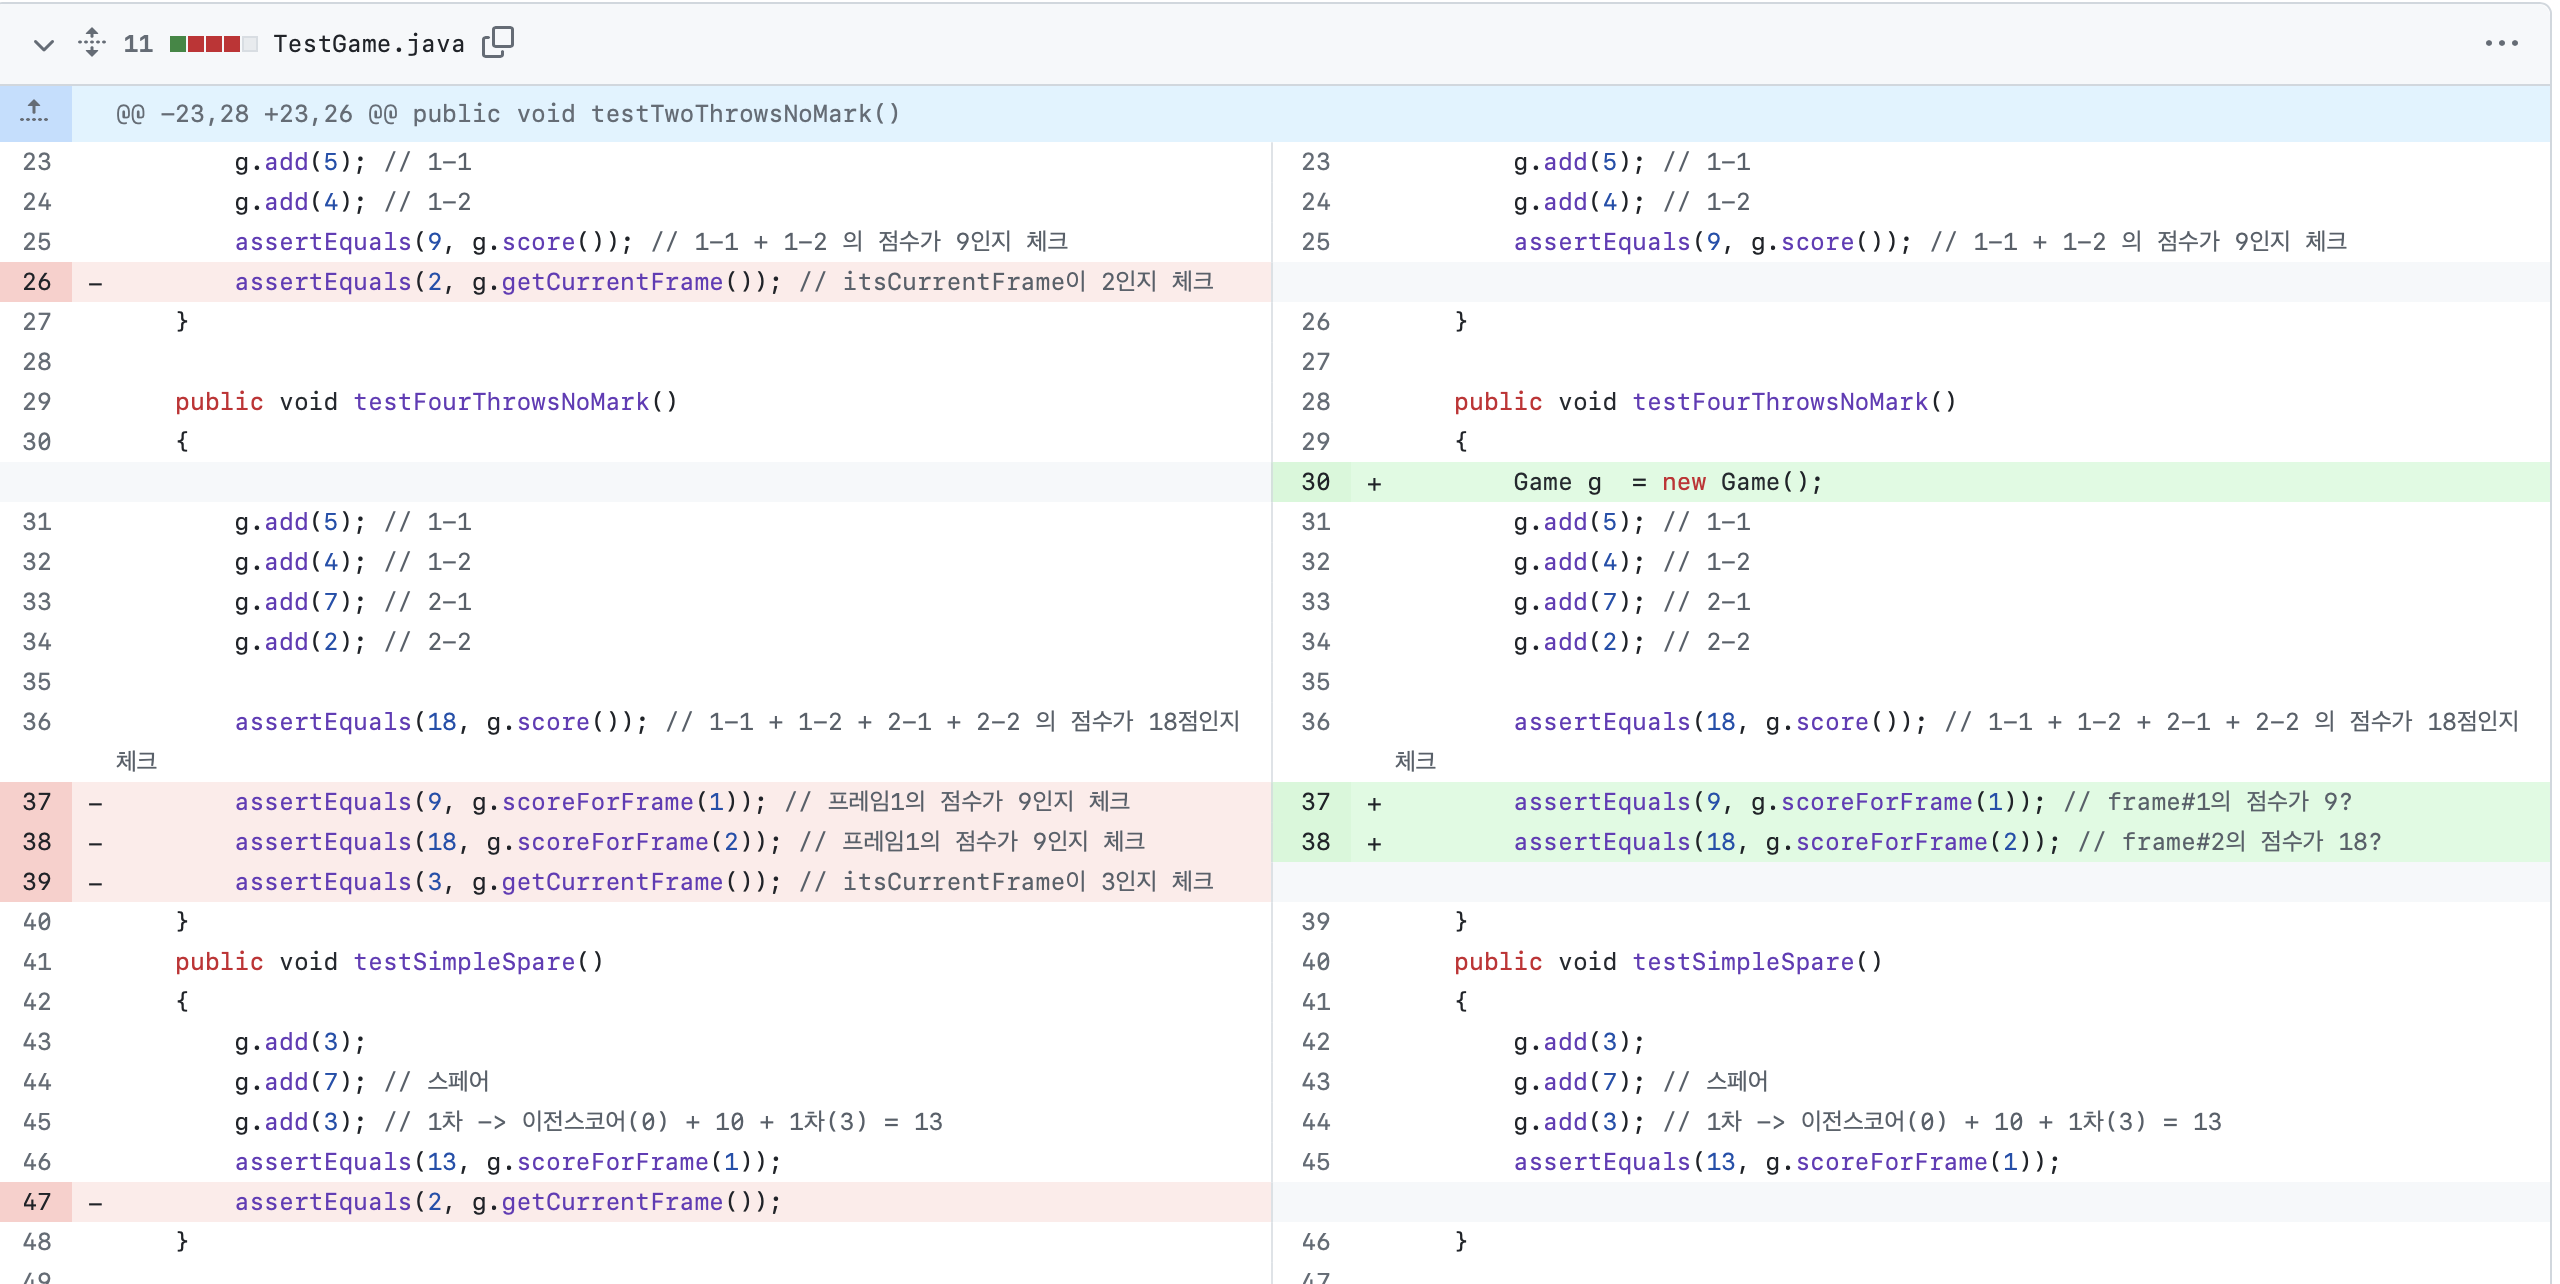 11 TestGame.java
@@ -23,28 +23,26 @@ public void testTwoThrowsNoMark()
23 g.add(5); // 1-1
24 g.add(4); // 1-2
25 assertEquals(9, g.score()); // 1-1 + 1-2 의 점수가 9인지 체크
26 - assertEquals(2, g.getCurrentFrame()); // itsCurrentFrame이 2인지 체크
27 }
28
29 public void testFourThrowsNoMark()
30 {
31 g.add(5); // 1-1
32 g.add(4); // 1-2
33 g.add(7); // 2-1
34 g.add(2); // 2-2
35
36 assertEquals(18, g.score()); // 1-1 + 1-2 + 2-1 + 2-2 의 점수가 18점인지
체크
37 - assertEquals(9, g.scoreForFrame(1)); // 프레임1의 점수가 9인지 체크
38 - assertEquals(18, g.scoreForFrame(2)); // 프레임1의 점수가 9인지 체크
39 - assertEquals(3, g.getCurrentFrame()); // itsCurrentFrame이 3인지 체크
40 }
41 public void testSimpleSpare()
42 {
43 g.add(3);
44 g.add(7); // 스페어
45 g.add(3); // 1차 -> 이전스코어(0) + 10 + 1차(3) = 13
46 assertEquals(13, g.scoreForFrame(1));
47 - assertEquals(2, g.getCurrentFrame());
48 }
49
23 g.add(5); // 1-1
24 g.add(4); // 1-2
25 assertEquals(9, g.score()); // 1-1 + 1-2 의 점수가 9인지 체크
26 }
27
28 public void testFourThrowsNoMark()
29 {
30 + Game g  = new Game();
31 g.add(5); // 1-1
32 g.add(4); // 1-2
33 g.add(7); // 2-1
34 g.add(2); // 2-2
35
36 assertEquals(18, g.score()); // 1-1 + 1-2 + 2-1 + 2-2 의 점수가 18점인지
체크
37 + assertEquals(9, g.scoreForFrame(1)); // frame#1의 점수가 9?
38 + assertEquals(18, g.scoreForFrame(2)); // frame#2의 점수가 18?
39 }
40 public void testSimpleSpare()
41 {
42 g.add(3);
43 g.add(7); // 스페어
44 g.add(3); // 1차 -> 이전스코어(0) + 10 + 1차(3) = 13
45 assertEquals(13, g.scoreForFrame(1));
46 }
47